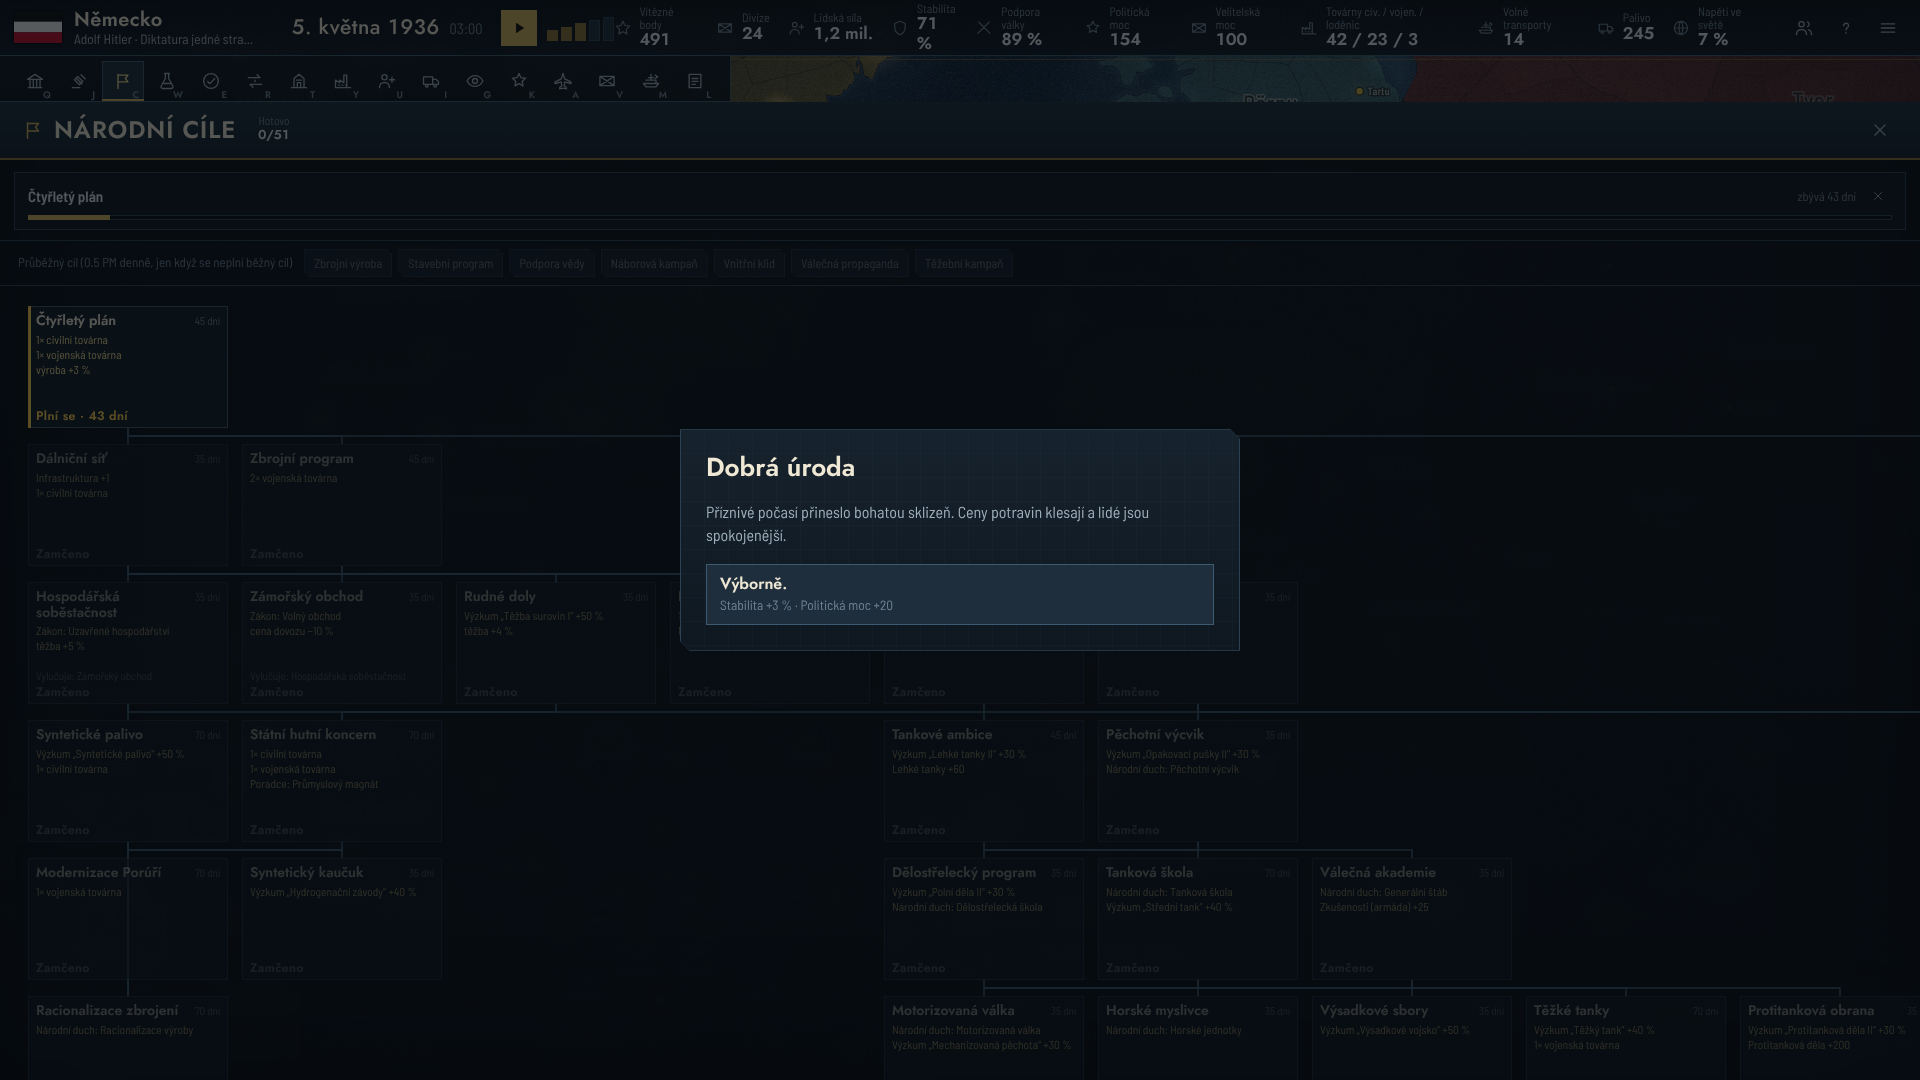 Německo
Adolf Hitler · Diktatura jedné stra...
5. května 1936 03:00
Vítězné body 491
Divize 24
Lidská síla 1,2 mil.
Stabilita 71 %
Podpora války 89 %
Politická moc 154
Velitelská moc 100
Továrny civ. / vojen. / loděnic 42 / 23 / 3
Volné transporty 14
Palivo 245
Napětí ve světě 7 %
?
Q J C W E R T Y U I G K A V M L
Tartu
NÁRODNÍ CÍLE
Hotovo
0/51
Čtyřletý plán
zbývá 43 dní
Průběžný cíl (0.5 PM denně, jen když se neplní běžný cíl)
Zbrojní výroba
Stavební program
Podpora vědy
Náborová kampaň
Vnitřní klid
Válečná propaganda
Těžební kampaň
Čtyřletý plán 45 dní
1× civilní továrna
1× vojenská továrna
výroba +3 %
Plní se · 43 dní
Dálniční síť 35 dní
Infrastruktura +1
1× civilní továrna
Zamčeno
Zbrojní program 45 dní
2× vojenská továrna
Zamčeno
Dobrá úroda
Příznivé počasí přineslo bohatou sklizeň. Ceny potravin klesají a lidé jsou
spokojenější.
Výborně.
Stabilita +3 % · Politická moc +20
Hospodářská soběstačnost 35 dní
Zákon: Uzavřené hospodářství
těžba +5 %
Vylučuje: Zámořský obchod
Zamčeno
Zámořský obchod 35 dní
Zákon: Volný obchod
cena dovozu −10 %
Vylučuje: Hospodářská soběstačnost
Zamčeno
Rudné doly 35 dní
Výzkum „Těžba surovin I" +50 %
těžba +4 %
Zamčeno
Zamčeno
Zamčeno
35 dní
Zamčeno
Syntetické palivo 70 dní
Výzkum „Syntetické palivo" +50 %
1× civilní továrna
Zamčeno
Státní hutní koncern 70 dní
1× civilní továrna
1× vojenská továrna
Poradce: Průmyslový magnát
Zamčeno
Tankové ambice 45 dní
Výzkum „Lehké tanky II" +30 %
Lehké tanky +60
Zamčeno
Pěchotní výcvik 35 dní
Výzkum „Opakovací pušky II" +30 %
Národní duch: Pěchotní výcvik
Zamčeno
Modernizace Porúří 70 dní
1× vojenská továrna
Zamčeno
Syntetický kaučuk 35 dní
Výzkum „Hydrogenační závody" +40 %
Zamčeno
Dělostřelecký program 35 dní
Výzkum „Polní děla II" +30 %
Národní duch: Dělostřelecká škola
Zamčeno
Tanková škola 70 dní
Národní duch: Tanková škola
Výzkum „Střední tank" +40 %
Zamčeno
Válečná akademie 35 dní
Národní duch: Generální štáb
Zkušenosti (armáda) +25
Zamčeno
Racionalizace zbrojení 70 dní
Národní duch: Racionalizace výroby
Motorizovaná válka 35 dní
Národní duch: Motorizovaná válka
Výzkum „Mechanizovaná pěchota" +30 %
Horské myslivce 35 dní
Národní duch: Horské jednotky
Výsadkové sbory 35 dní
Výzkum „Výsadkové vojsko" +50 %
Těžké tanky 70 dní
Výzkum „Těžký tank" +40 %
1× vojenská továrna
Protitanková obrana 35
Výzkum „Protitanková děla II" +30 %
Protitanková děla +200